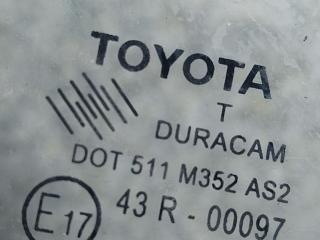 TOYOTA
T
DURACAM
DOT 511 M352 AS2
E17
43 R - 00097